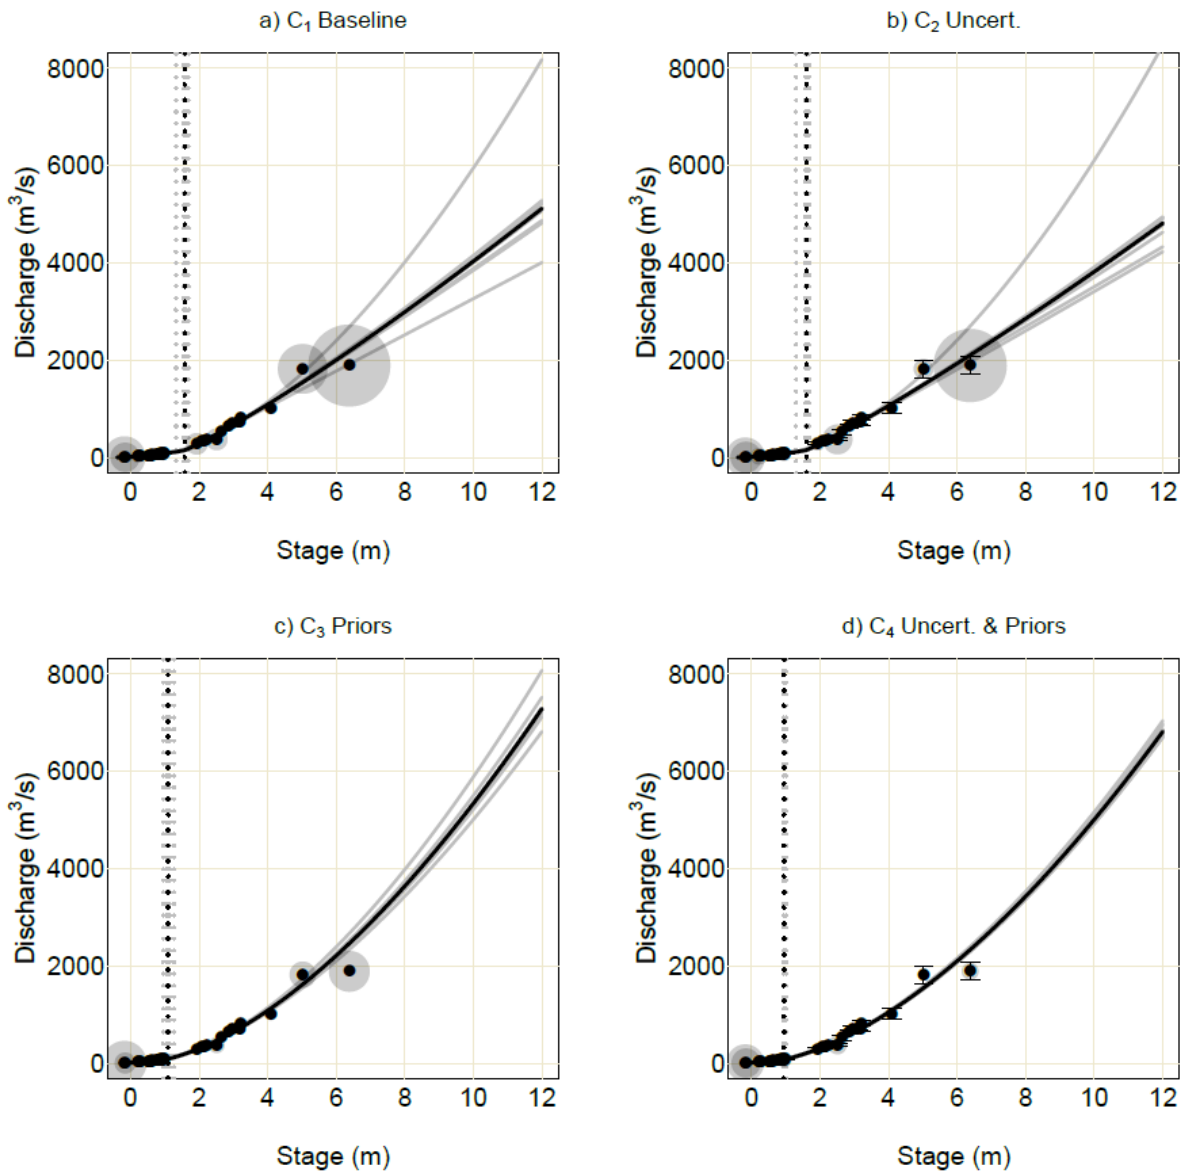 a) C₁ Baseline
8000
6000
4000
2000
0
Discharge (m³/s)
0 2 4 6 8 10 12
Stage (m)
b) C₂ Uncert.
8000
6000
4000
2000
0
Discharge (m³/s)
0 2 4 6 8 10 12
Stage (m)
c) C₃ Priors
8000
6000
4000
2000
0
Discharge (m³/s)
0 2 4 6 8 10 12
Stage (m)
d) C₄ Uncert. & Priors
8000
6000
4000
2000
0
Discharge (m³/s)
0 2 4 6 8 10 12
Stage (m)